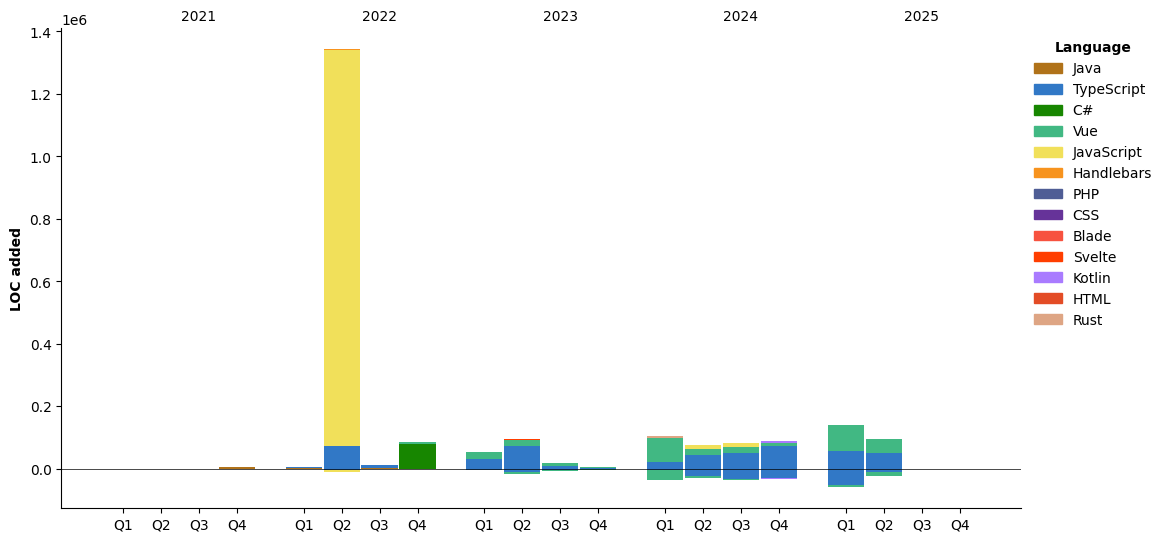 1e6
2021 2022 2023 2024 2025
1.4
1.2
1.0
0.8
0.6
0.4
0.2
0.0
LOC added
Q1 Q2 Q3 Q4 Q1 Q2 Q3 Q4 Q1 Q2 Q3 Q4 Q1 Q2 Q3 Q4 Q1 Q2 Q3 Q4
Language
Java
TypeScript
C#
Vue
JavaScript
Handlebars
PHP
CSS
Blade
Svelte
Kotlin
HTML
Rust